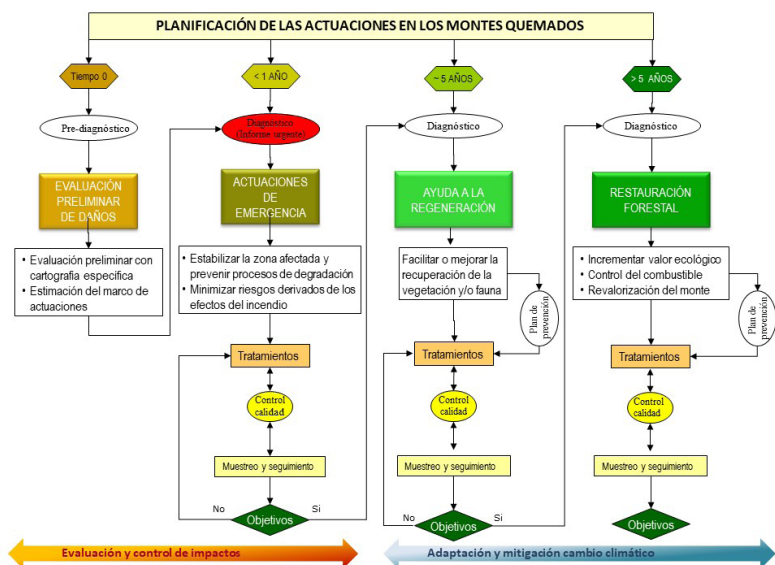 PLANIFICACIÓN DE LAS ACTUACIONES EN LOS MONTES QUEMADOS
Tiempo 0
Pre-diagnóstico
EVALUACIÓN
PRELIMINAR
DE DAÑOS
• Evaluación preliminar con
cartografía específica
• Estimación del marco de
actuaciones
< 1 AÑO
Diagnóstico
(Informe urgente)
ACTUACIONES
DE
EMERGENCIA
• Estabilizar la zona afectada y
prevenir procesos de degradación
• Minimizar riesgos derivados de los
efectos del incendio
Tratamientos
Control
calidad
Muestreo y seguimiento
No
Si
Objetivos
~ 5 AÑOS
Diagnóstico
AYUDA A LA
REGENERACIÓN
Facilitar o mejorar la
recuperación de la
vegetación y/o fauna
Plan de
prevención
Tratamientos
Control
calidad
Muestreo y seguimiento
No
Si
Objetivos
> 5 AÑOS
Diagnóstico
RESTAURACIÓN
FORESTAL
• Incrementar valor ecológico
• Control del combustible
• Revalorización del monte
Plan de
prevención
Tratamientos
Control
calidad
Muestreo y seguimiento
Objetivos
Evaluación y control de impactos
Adaptación y mitigación cambio climático